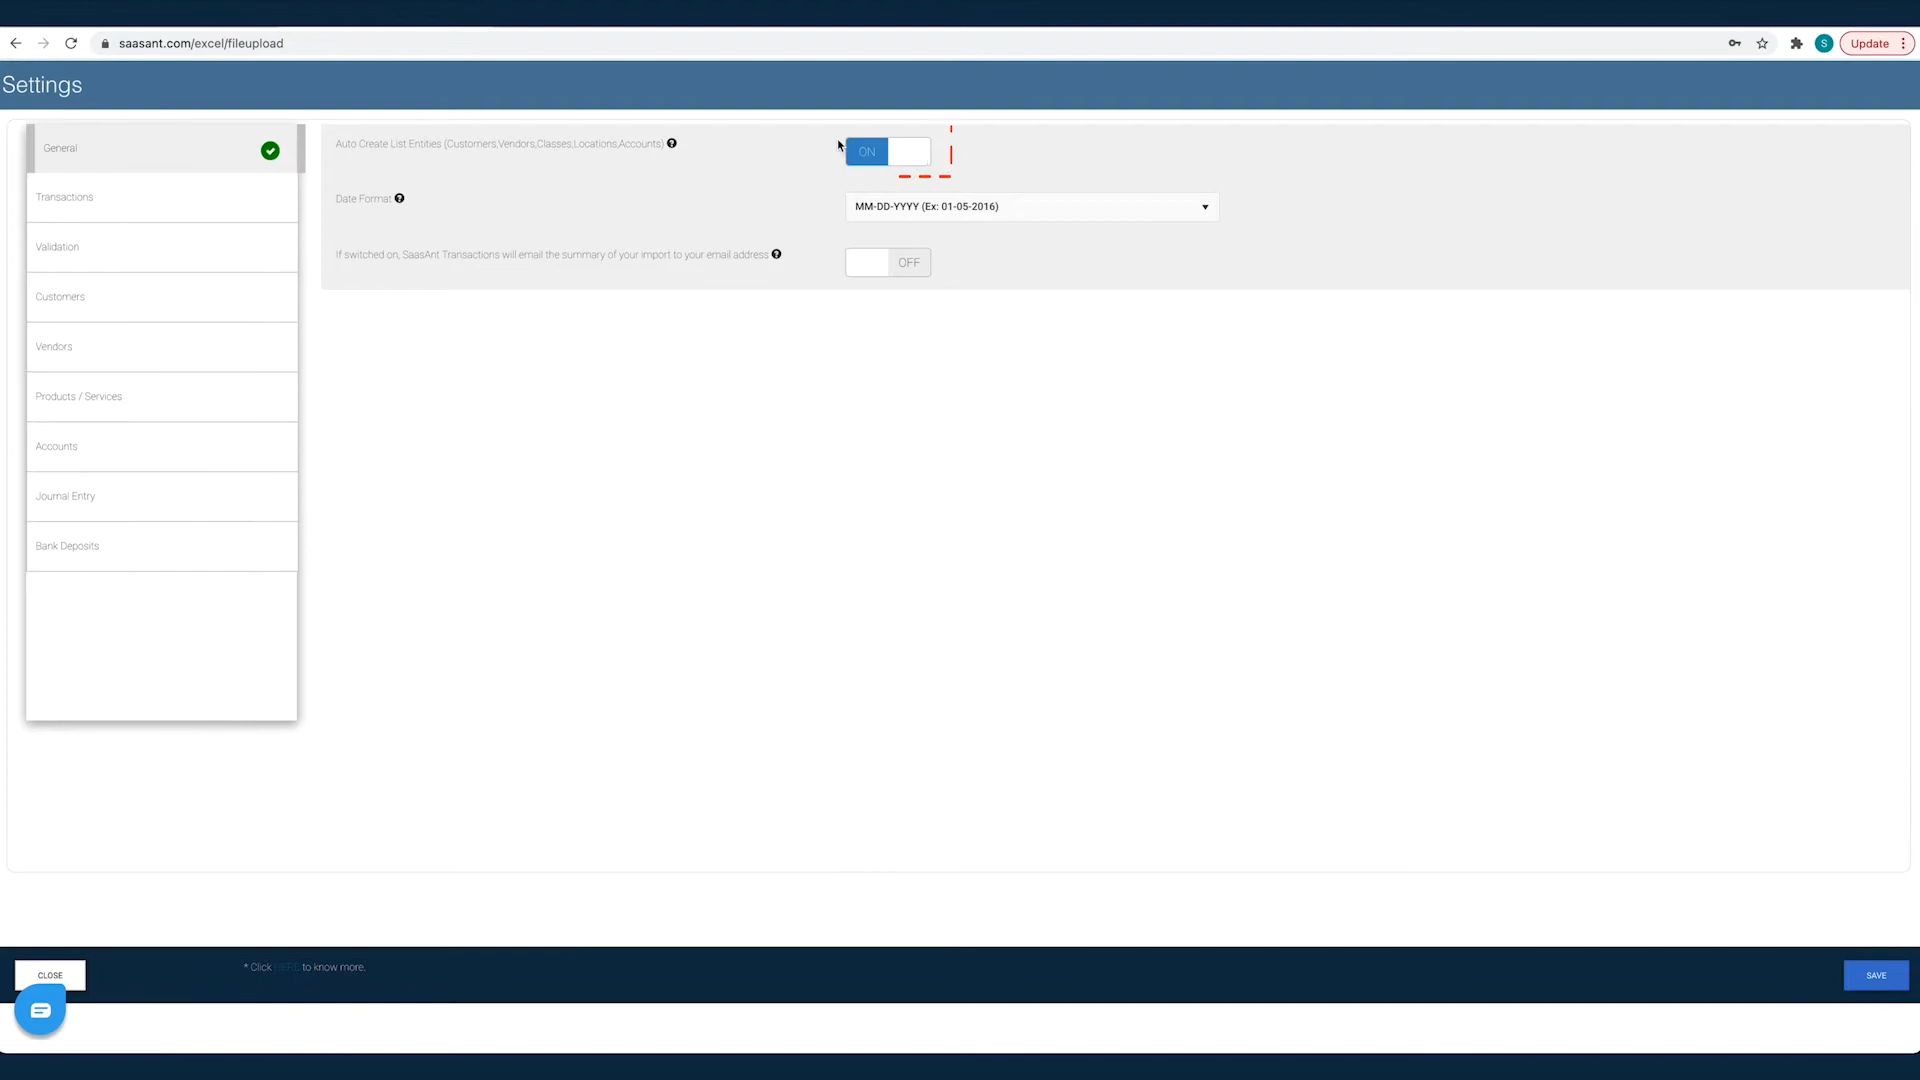 saasant.com/excel/fileupload
S
Update
Settings
General
Transactions
Validation
Customers
Vendors
Products / Services
Accounts
Journal Entry
Bank Deposits
Auto Create List Entities (Customers,Vendors,Classes,Locations,Accounts)
ON
Date Format
MM-DD-YYYY (Ex: 01-05-2016)
If switched on, SaasAnt Transactions will email the summary of your import to your email address
OFF
CLOSE
* Click HERE to know more.
SAVE